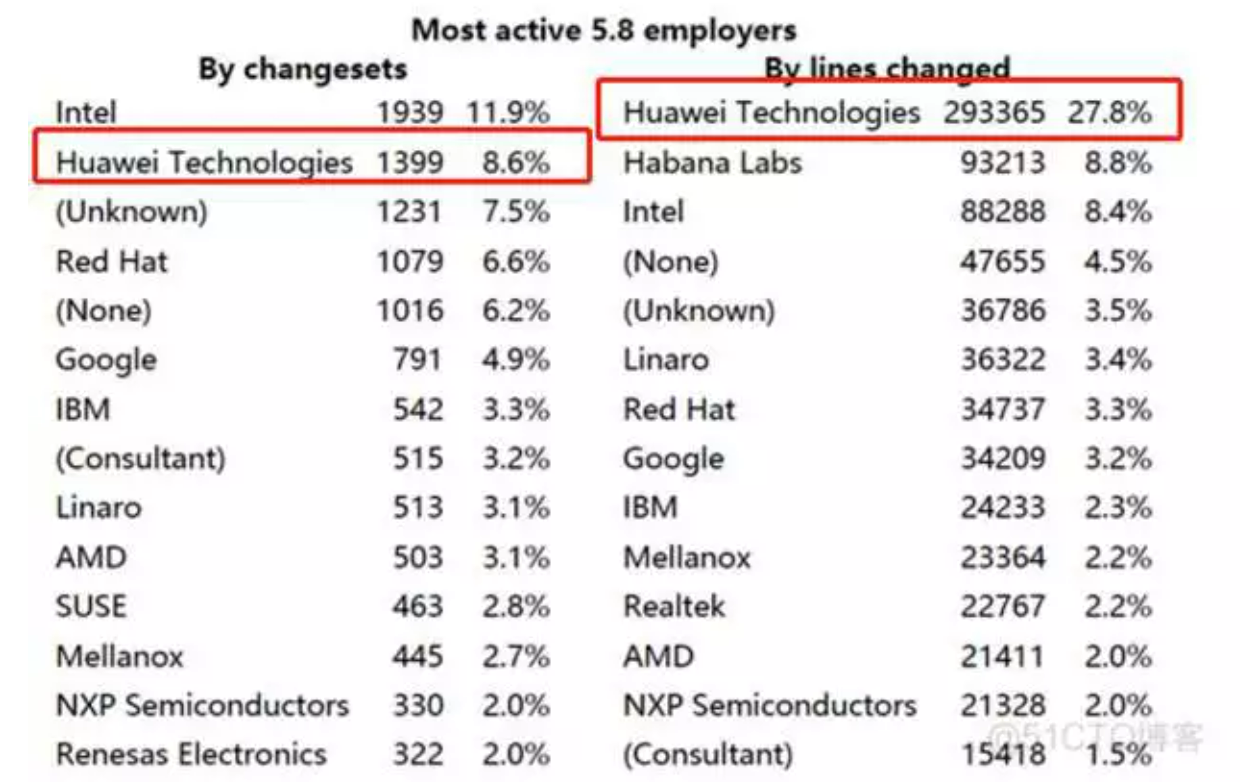 Most active 5.8 employers
By changesets By lines changed
Intel 1939 11.9% Huawei Technologies 293365 27.8%
Huawei Technologies 1399 8.6% Habana Labs 93213 8.8%
(Unknown) 1231 7.5% Intel 88288 8.4%
Red Hat 1079 6.6% (None) 47655 4.5%
(None) 1016 6.2% (Unknown) 36786 3.5%
Google 791 4.9% Linaro 36322 3.4%
IBM 542 3.3% Red Hat 34737 3.3%
(Consultant) 515 3.2% Google 34209 3.2%
Linaro 513 3.1% IBM 24233 2.3%
AMD 503 3.1% Mellanox 23364 2.2%
SUSE 463 2.8% Realtek 22767 2.2%
Mellanox 445 2.7% AMD 21411 2.0%
NXP Semiconductors 330 2.0% NXP Semiconductors 21328 2.0%
Renesas Electronics 322 2.0% (Consultant) 15418 1.5%
@51CTO博客